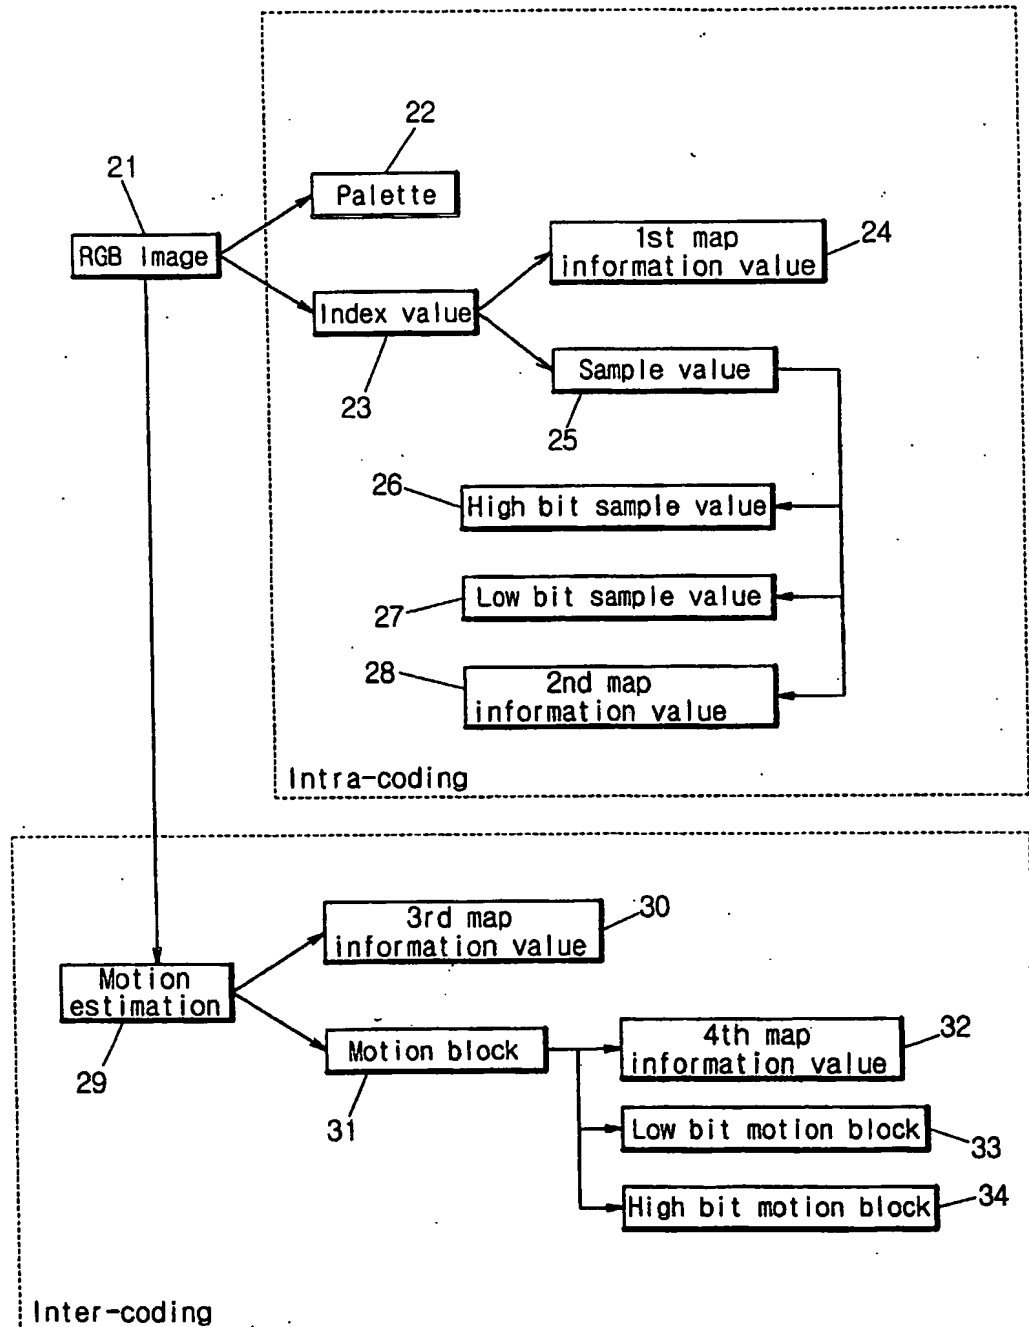 22
21
Palette
RGB Image
1st map
information value
24
Index value
23
Sample value
25
26
High bit sample value
27
Low bit sample value
28
2nd map
information value
Intra-coding
3rd map
information value
30
Motion
estimation
29
Motion block
31
4th map
information value
32
Low bit motion block
33
High bit motion block
34
Inter-coding